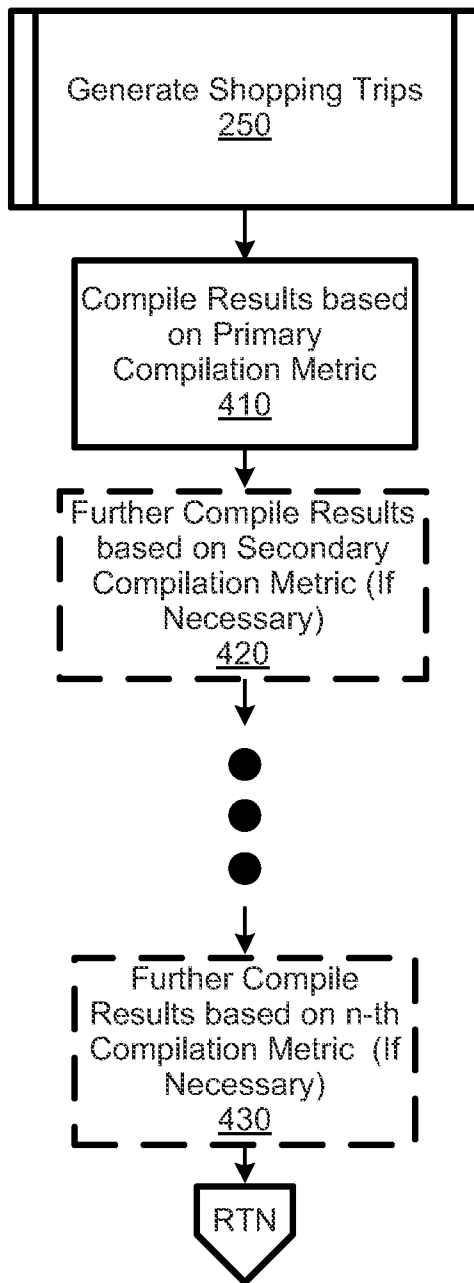 Generate Shopping Trips
250
Compile Results based
on Primary
Compilation Metric
410
Further Compile Results
based on Secondary
Compilation Metric (If
Necessary)
420
Further Compile
Results based on n-th
Compilation Metric (If
Necessary)
430
RTN